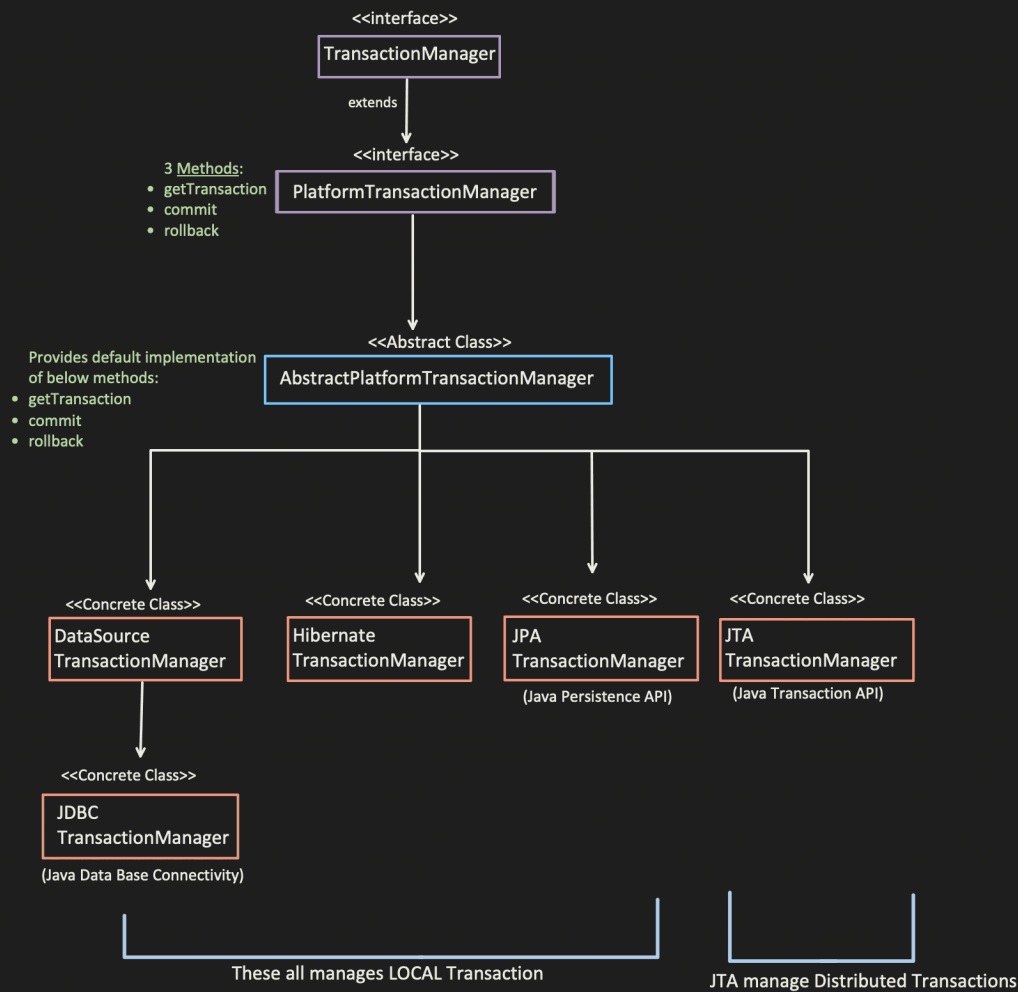 <<interface>>
TransactionManager
extends
<<interface>>
PlatformTransactionManager
3 Methods:
• getTransaction
• commit
• rollback
<<Abstract Class>>
AbstractPlatformTransactionManager
Provides default implementation
of below methods:
• getTransaction
• commit
• rollback
<<Concrete Class>>
DataSource
TransactionManager
<<Concrete Class>>
Hibernate
TransactionManager
<<Concrete Class>>
JPA
TransactionManager
(Java Persistence API)
<<Concrete Class>>
JTA
TransactionManager
(Java Transaction API)
<<Concrete Class>>
JDBC
TransactionManager
(Java Data Base Connectivity)
These all manages LOCAL Transaction
JTA manage Distributed Transactions